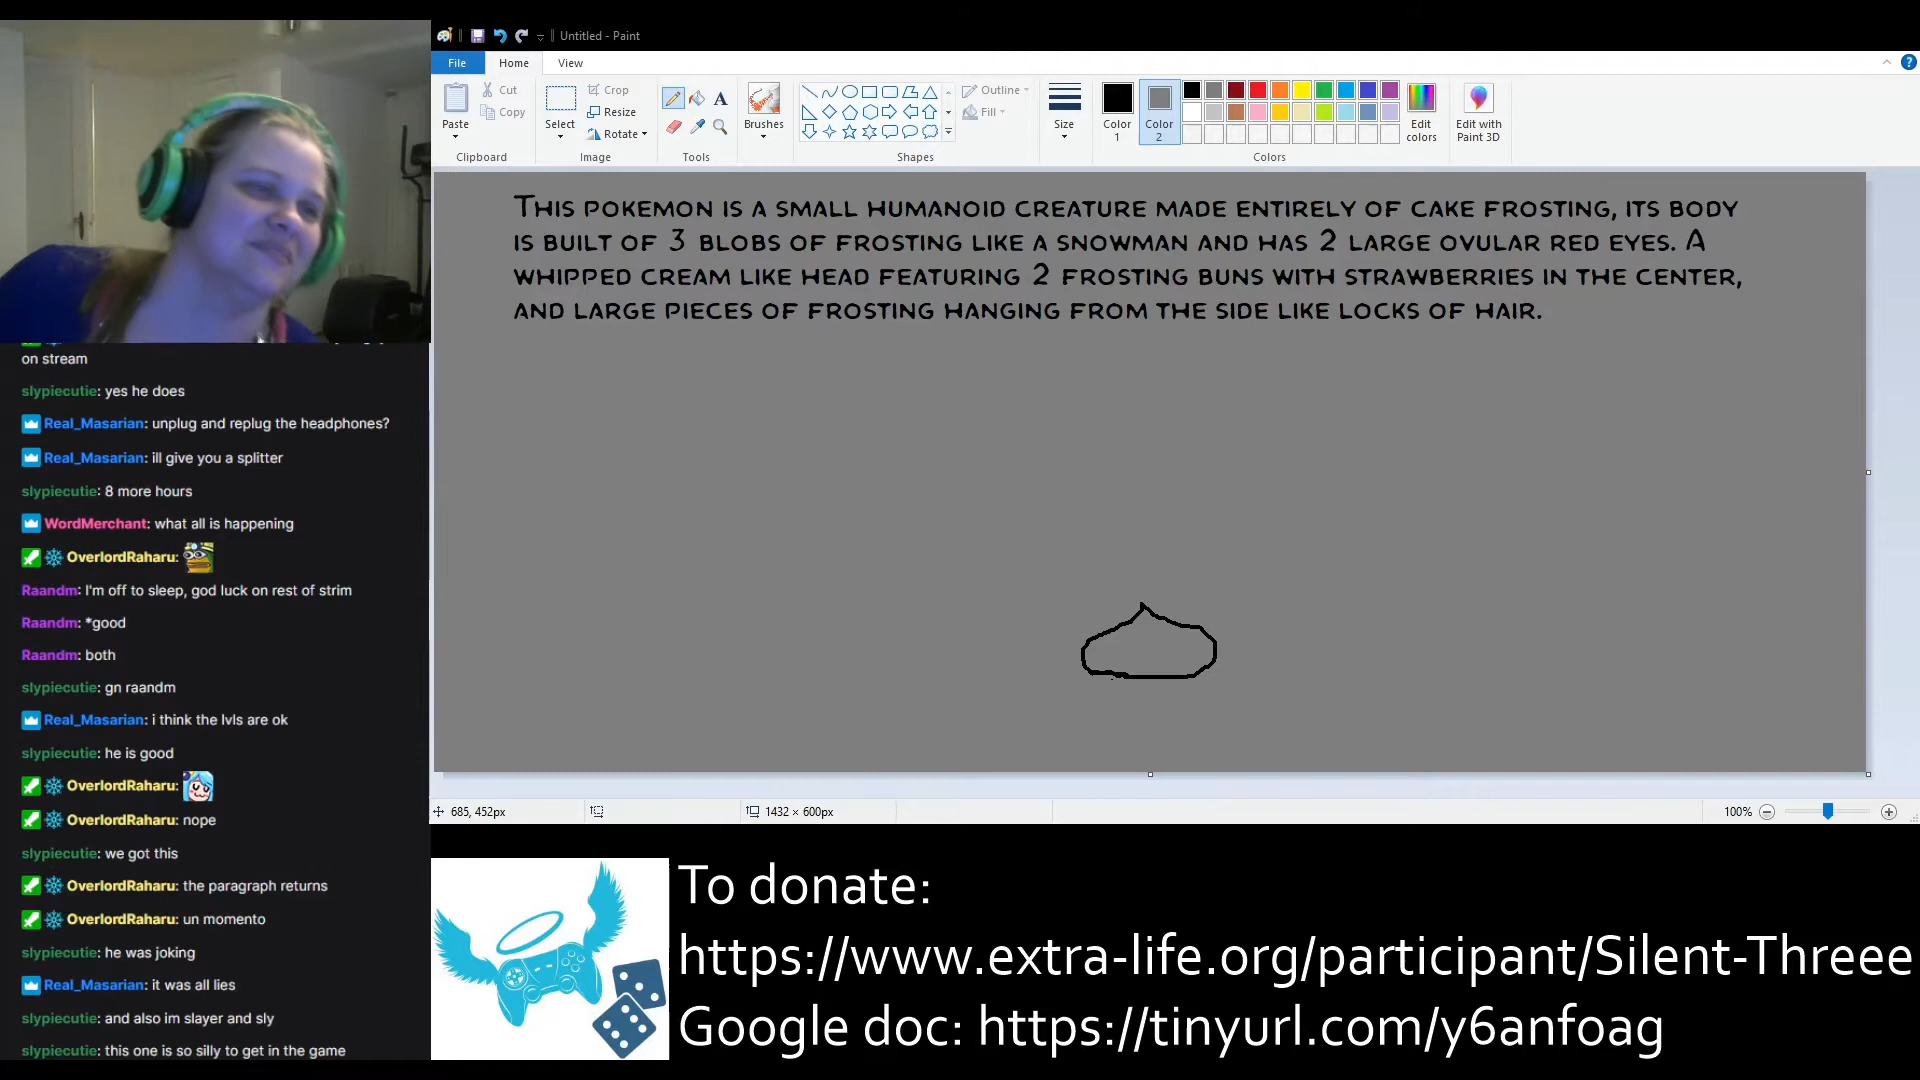 Untitled - Paint
File Home View
Paste
Cut
Copy
Clipboard
Select
Crop
Resize
Rotate
Image
Tools
Brushes
Shapes
Outline
Fill
Size
Color 1
Color 2
Colors
Edit colors
Edit with Paint 3D
This pokemon is a small humanoid creature made entirely of cake frosting, its body
is built of 3 blobs of frosting like a snowman and has 2 large ovular red eyes. A
whipped cream like head featuring 2 frosting buns with strawberries in the center,
and large pieces of frosting hanging from the side like locks of hair.
685, 452px
1432 × 600px
100%
on stream
slypiecutie: yes he does
Real_Masarian: unplug and replug the headphones?
Real_Masarian: ill give you a splitter
slypiecutie: 8 more hours
WordMerchant: what all is happening
OverlordRaharu:
Raandm: I'm off to sleep, god luck on rest of strim
Raandm: *good
Raandm: both
slypiecutie: gn raandm
Real_Masarian: i think the lvls are ok
slypiecutie: he is good
OverlordRaharu:
OverlordRaharu: nope
slypiecutie: we got this
OverlordRaharu: the paragraph returns
OverlordRaharu: un momento
slypiecutie: he was joking
Real_Masarian: it was all lies
slypiecutie: and also im slayer and sly
slypiecutie: this one is so silly to get in the game
To donate:
https://www.extra-life.org/participant/Silent-Threee
Google doc: https://tinyurl.com/y6anfoag